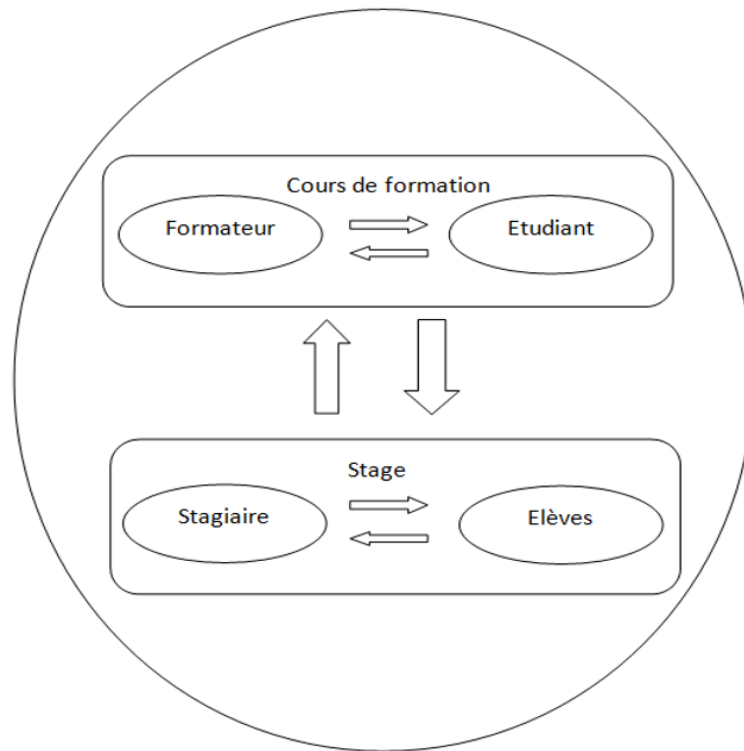 Cours de formation
Formateur
Etudiant
Stage
Stagiaire
Elèves